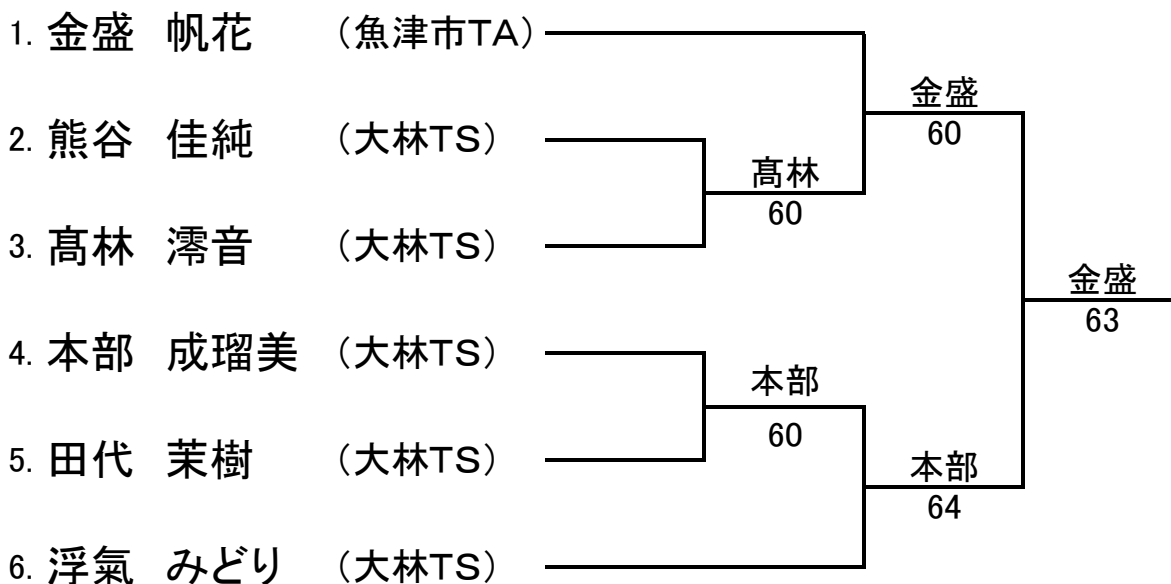 1. 金盛 帆花 （魚津市TA）
金盛
60
2. 熊谷 佳純 （大林TS）
髙林
60
3. 髙林 澪音 （大林TS）
金盛
63
4. 本部 成瑠美 （大林TS）
本部
60
5. 田代 茉樹 （大林TS）
本部
64
6. 浮氣 みどり （大林TS）